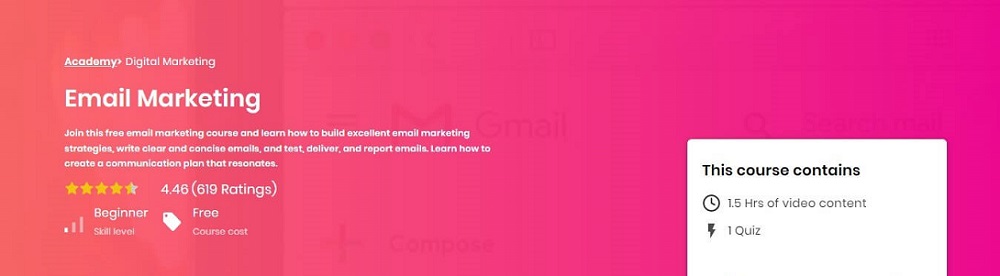 Academy> Digital Marketing
Email Marketing
Join this free email marketing course and learn how to build excellent email marketing
strategies, write clear and concise emails, and test, deliver, and report emails. Learn how to
create a communication plan that resonates.
4.46 (619 Ratings)
Beginner
Skill level
Free
Course cost
Gmail
Search mail
Compose
This course contains
1.5 Hrs of video content
1 Quiz